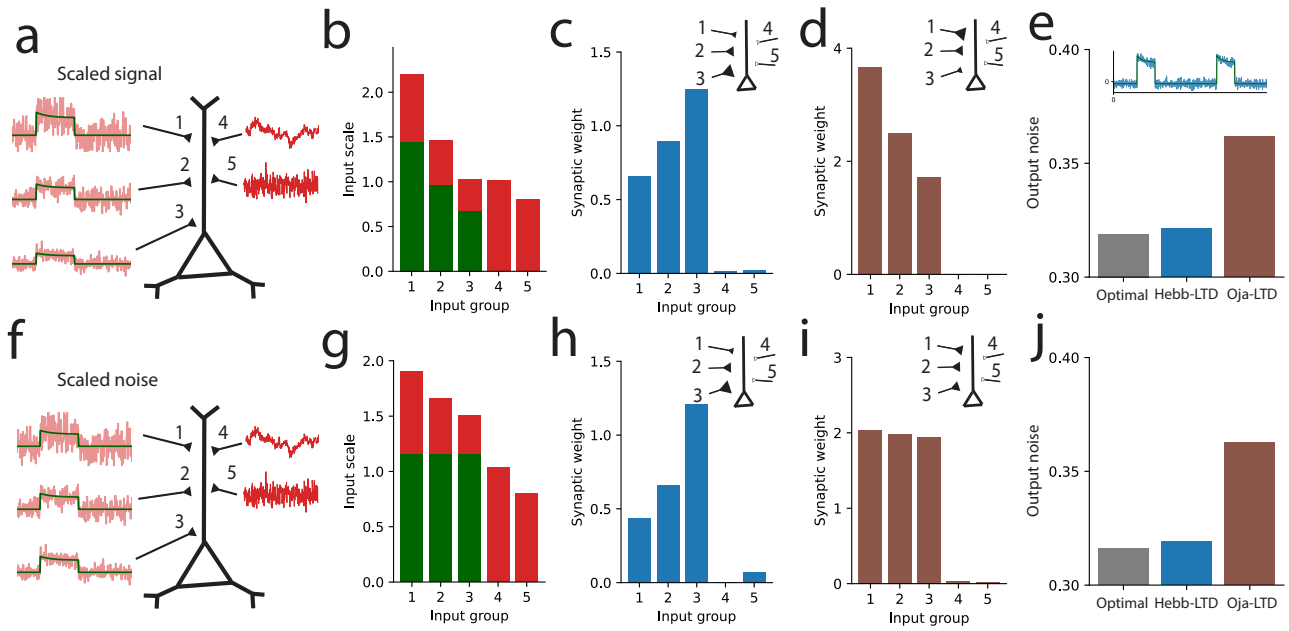 a
Scaled signal
1
2
3
4
5
b
Input scale
2.0
1.5
1.0
0.5
0.0
1 2 3 4 5
Input group
c
Synaptic weight
1.5
1.0
0.5
0.0
1 2 3 4 5
Input group
1
2
3
4
5
d
Synaptic weight
4
2
0
1 2 3 4 5
Input group
1
2
3
4
5
e
Output noise
0.40
0.35
0.30
0
0
Optimal Hebb-LTD Oja-LTD
f
Scaled noise
1
2
3
4
5
g
Input scale
2.0
1.5
1.0
0.5
0.0
1 2 3 4 5
Input group
h
Synaptic weight
1.5
1.0
0.5
0.0
1 2 3 4 5
Input group
1
2
3
4
5
i
Synaptic weight
3
2
1
0
1 2 3 4 5
Input group
1
2
3
4
5
j
Output noise
0.40
0.35
0.30
Optimal Hebb-LTD Oja-LTD